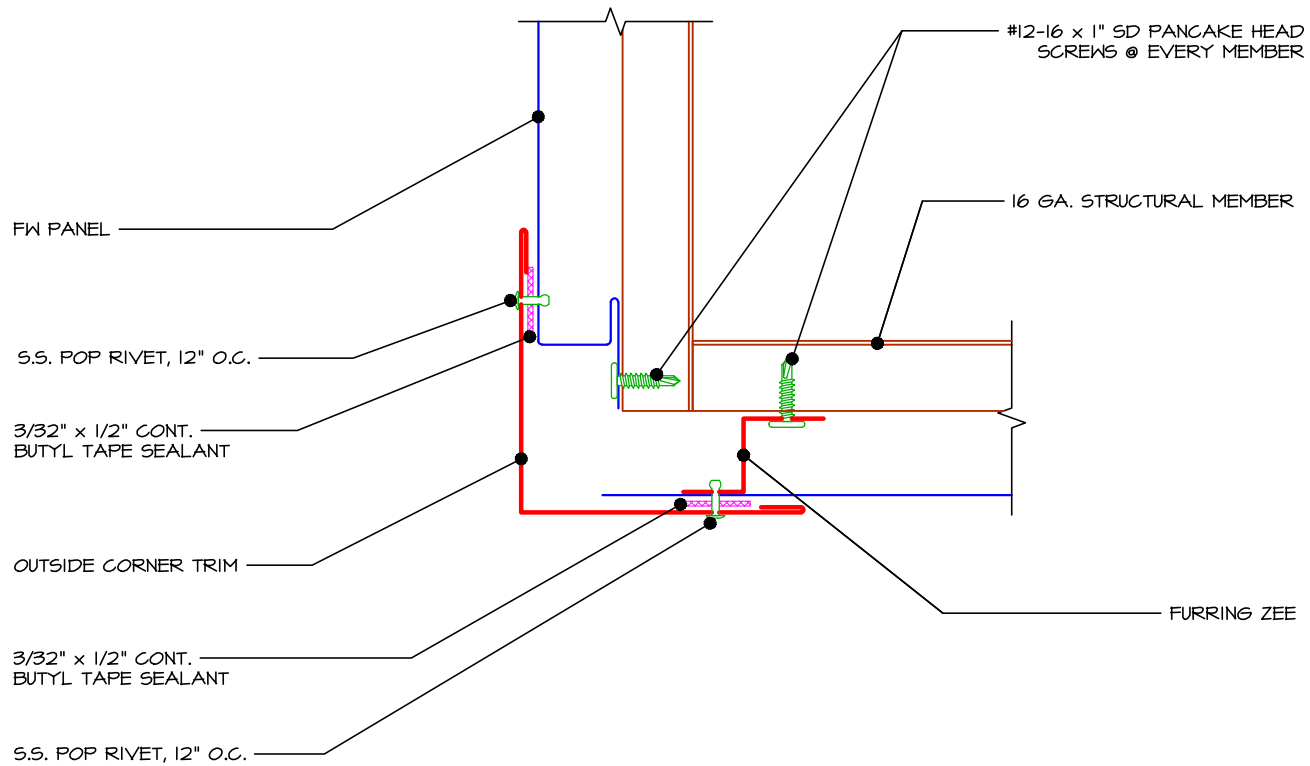 #12-16 x 1" SD PANCAKE HEAD
SCREWS @ EVERY MEMBER
16 GA. STRUCTURAL MEMBER
FW PANEL
S.S. POP RIVET, 12" O.C.
3/32" x 1/2" CONT.
BUTYL TAPE SEALANT
OUTSIDE CORNER TRIM
FURRING ZEE
3/32" x 1/2" CONT.
BUTYL TAPE SEALANT
S.S. POP RIVET, 12" O.C.